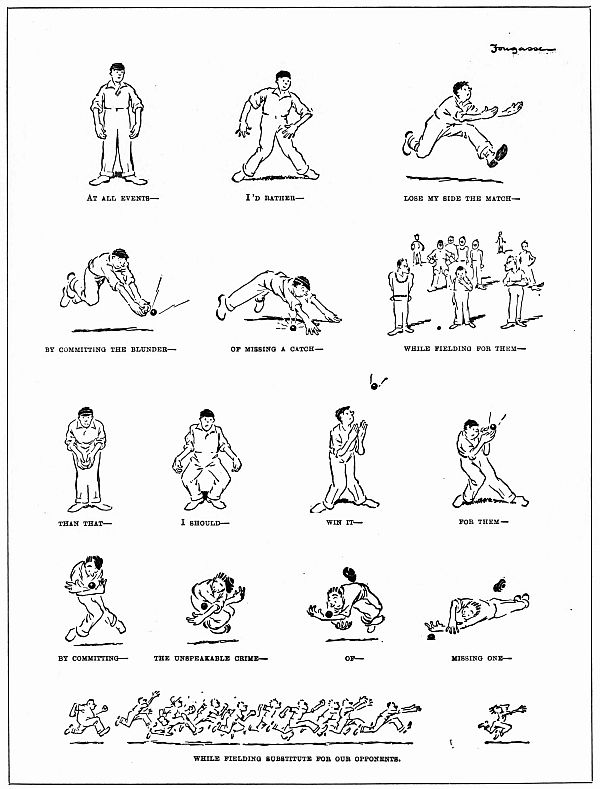 Fougasse
AT ALL EVENTS— I'D RATHER— LOSE MY SIDE THE MATCH—
BY COMMITTING THE BLUNDER— OF MISSING A CATCH— WHILE FIELDING FOR THEM—
THAN THAT— I SHOULD— WIN IT— FOR THEM—
BY COMMITTING— THE UNSPEAKABLE CRIME— OF— MISSING ONE—
WHILE FIELDING SUBSTITUTE FOR OUR OPPONENTS.